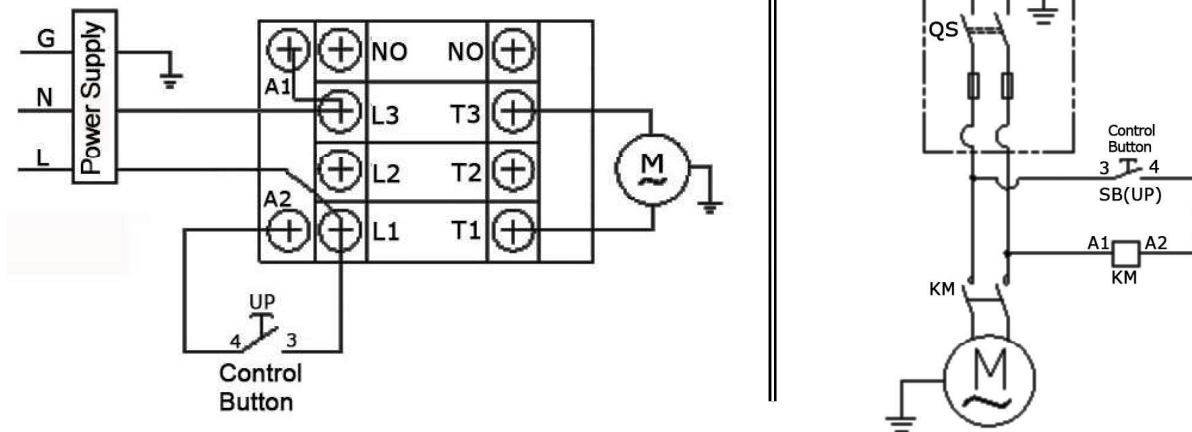 G
N
L
Power Supply
A1
A2
NO
NO
L3
T3
L2
T2
L1
T1
M
UP
4
3
Control
Button
QS
Control
Button
3
4
SB(UP)
A1
A2
KM
KM
M